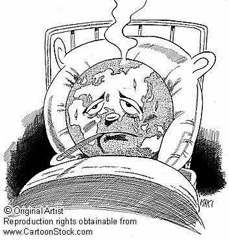 © Original Artist
Reproduction rights obtainable from
www.CartoonStock.com